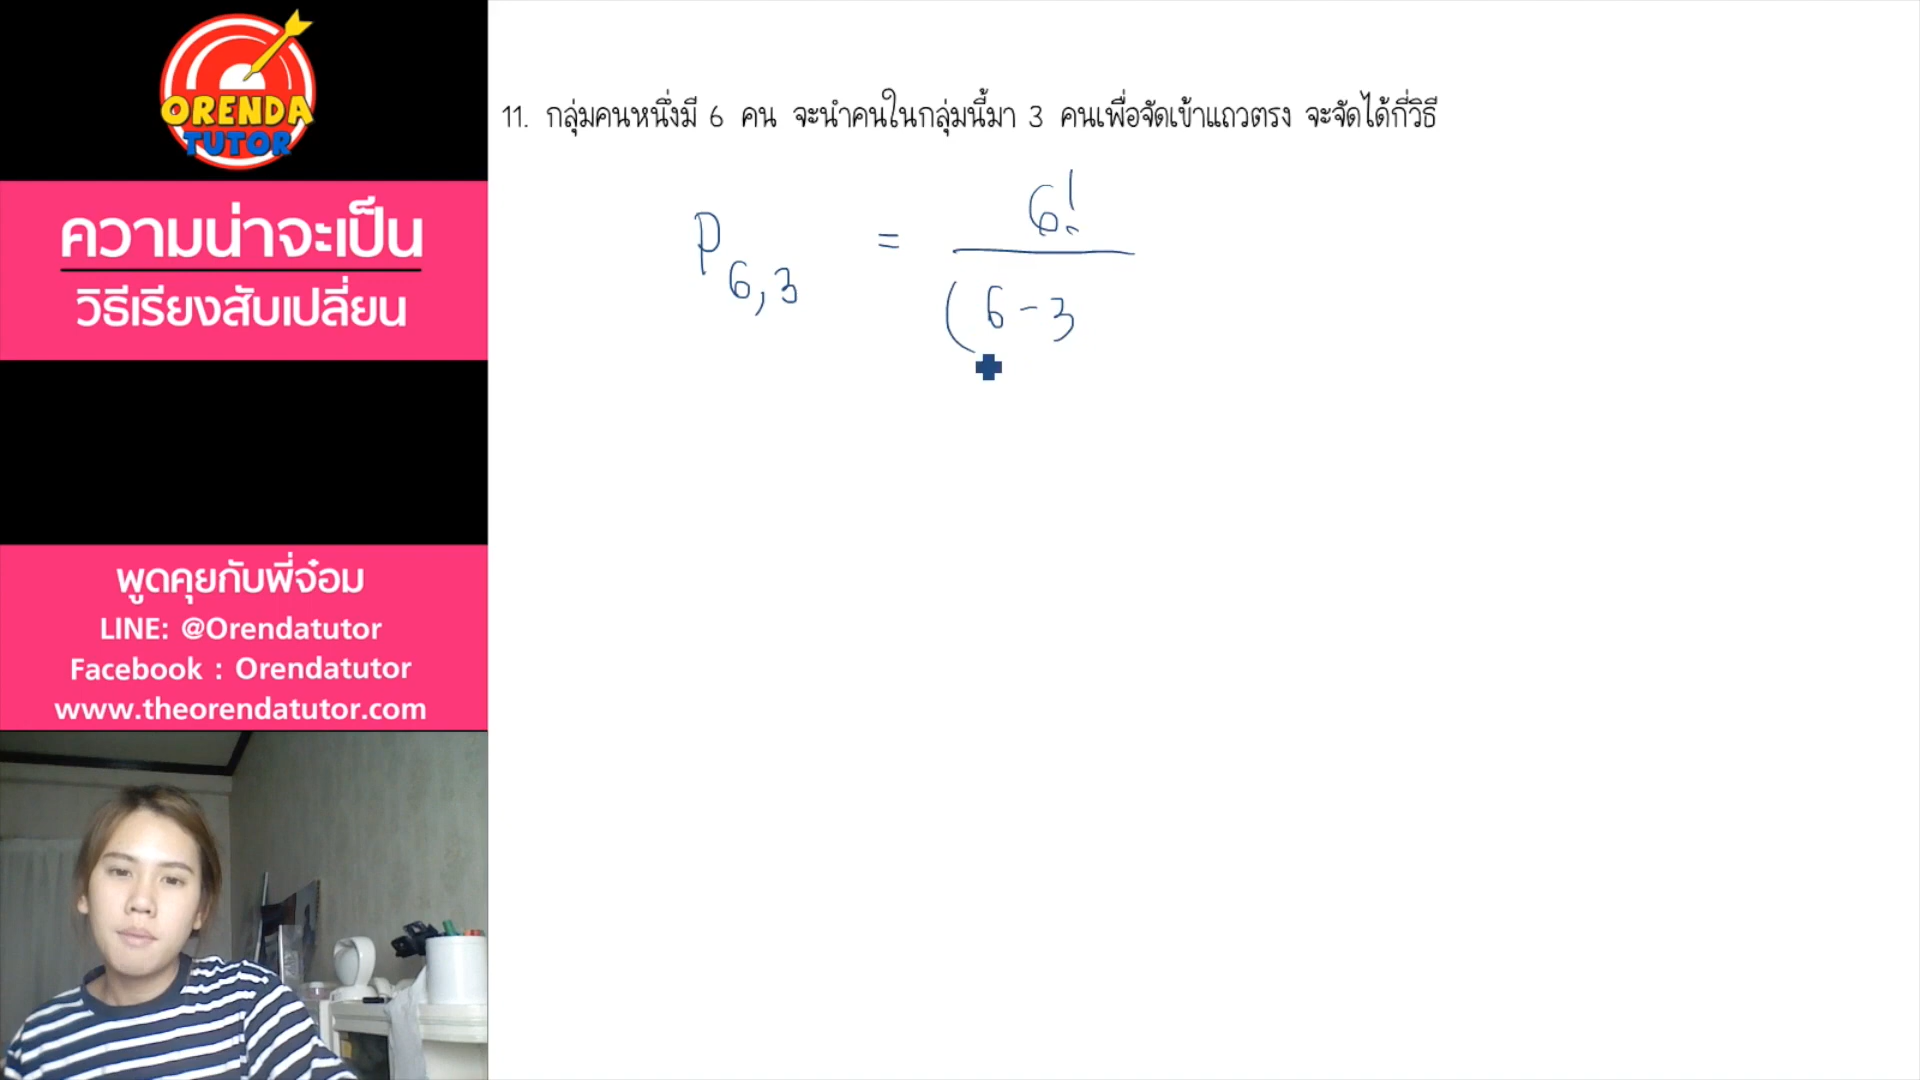 ORENDA
TUTOR
ความน่าจะเป็น
วิธีเรียงสับเปลี่ยน
พูดคุยกับพี่จ๋อม
LINE: @Orendatutor
Facebook : Orendatutor
www.theorendatutor.com
11. กลุ่มคนหนึ่งมี 6 คน จะนำคนในกลุ่มนี้มา 3 คนเพื่อจัดเข้าแถวตรง จะจัดได้กี่วิธี
P6,3 = 6!
(6-3